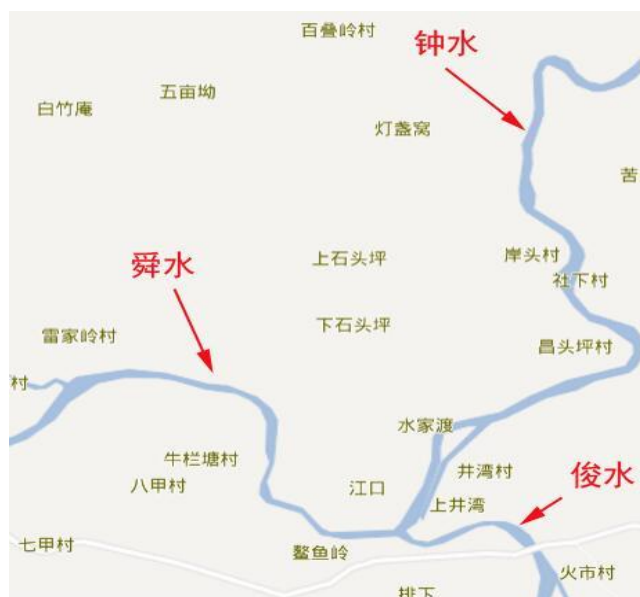 百叠岭村
钟水
五亩坳
白竹庵
灯盏窝
苦
上石头坪
岸头村
舜水
社下村
下石头坪
雷家岭村
昌头坪村
村
水家渡
牛栏塘村
井湾村
俊水
八甲村
江口
上井湾
七甲村
鳌鱼岭
火市村
排下